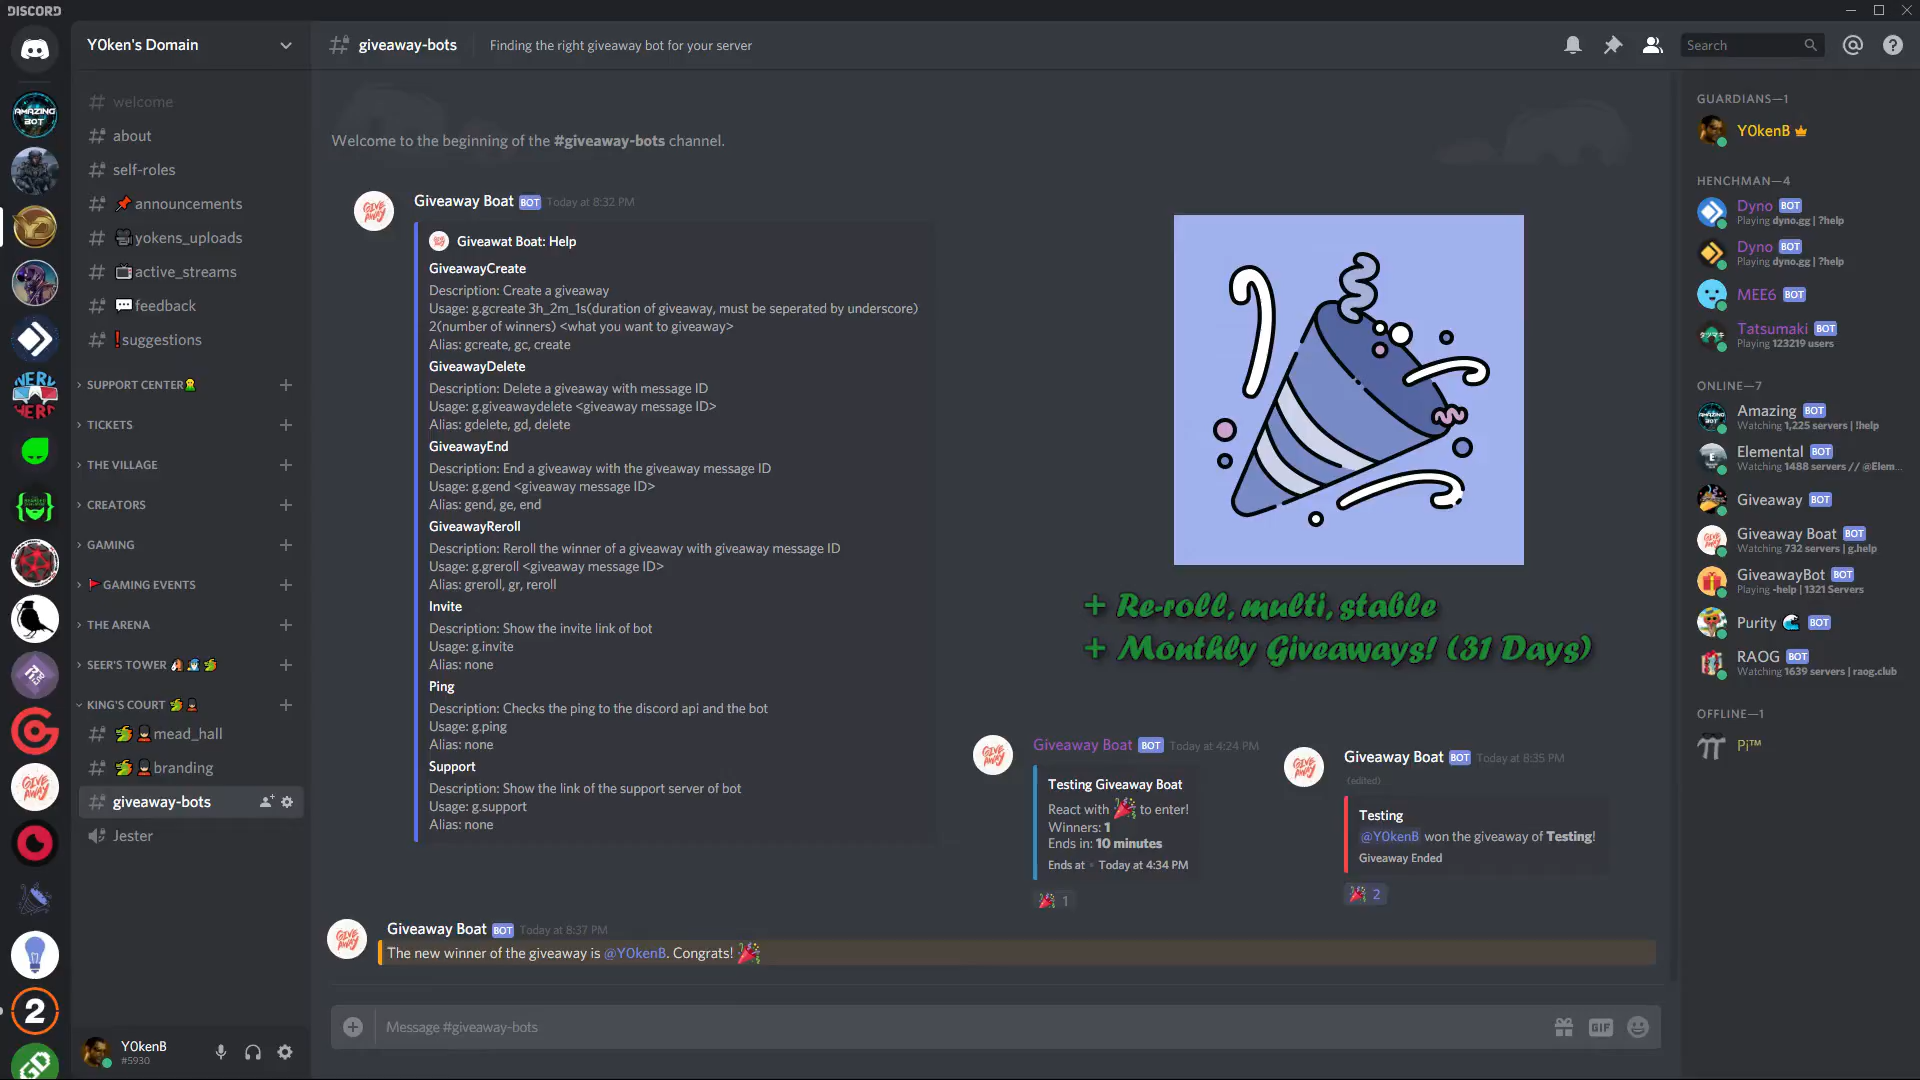 DISCORD
Y0ken's Domain
giveaway-bots
Finding the right giveaway bot for your server
Search
welcome
about
self-roles
announcements
yokens_uploads
active_streams
feedback
suggestions
SUPPORT CENTER
TICKETS
THE VILLAGE
CREATORS
GAMING
GAMING EVENTS
THE ARENA
SEER'S TOWER
KING'S COURT
mead_hall
branding
giveaway-bots
Jester
Y0kenB
#5930
AMAZING
BOT
NERD
HERD
GIVE
AWAY
2
Welcome to the beginning of the #giveaway-bots channel.
Giveaway Boat BOT Today at 8:32 PM
Giveawat Boat: Help
GiveawayCreate
Description: Create a giveaway
Usage: g.gcreate 3h_2m_1s(duration of giveaway, must be seperated by underscore)
2(number of winners) <what you want to giveaway>
Alias: gcreate, gc, create
GiveawayDelete
Description: Delete a giveaway with message ID
Usage: g.giveawaydelete <giveaway message ID>
Alias: gdelete, gd, delete
GiveawayEnd
Description: End a giveaway with the giveaway message ID
Usage: g.gend <giveaway message ID>
Alias: gend, ge, end
GiveawayReroll
Description: Reroll the winner of a giveaway with giveaway message ID
Usage: g.greroll <giveaway message ID>
Alias: greroll, gr, reroll
Invite
Description: Show the invite link of bot
Usage: g.invite
Alias: none
Ping
Description: Checks the ping to the discord api and the bot
Usage: g.ping
Alias: none
Support
Description: Show the link of the support server of bot
Usage: g.support
Alias: none
+ Re-roll, multi, stable
+ Monthly Giveaways! (31 Days)
Giveaway Boat BOT Today at 4:24 PM
Testing Giveaway Boat
React with 🎉 to enter!
Winners: 1
Ends in: 10 minutes
Ends at • Today at 4:34 PM
🎉 1
Giveaway Boat BOT Today at 8:35 PM
(edited)
Testing
@Y0kenB won the giveaway of Testing!
Giveaway Ended
🎉 2
Giveaway Boat BOT Today at 8:37 PM
The new winner of the giveaway is @Y0kenB. Congrats! 🎉
Message #giveaway-bots
GIF
GUARDIANS—1
Y0kenB
HENCHMAN—4
Dyno BOT
Playing dyno.gg | ?help
Dyno BOT
Playing dyno.gg | ?help
MEE6 BOT
Tatsumaki BOT
Playing 123219 users
ONLINE—7
Amazing BOT
Watching 1,225 servers | !help
Elemental BOT
Watching 1488 servers // @Elem...
Giveaway BOT
Giveaway Boat BOT
Watching 732 servers | g.help
GiveawayBot BOT
Playing -help | 1321 Servers
Purity 🌊 BOT
RAOG BOT
Watching 1639 servers | raog.club
OFFLINE—1
Pi™